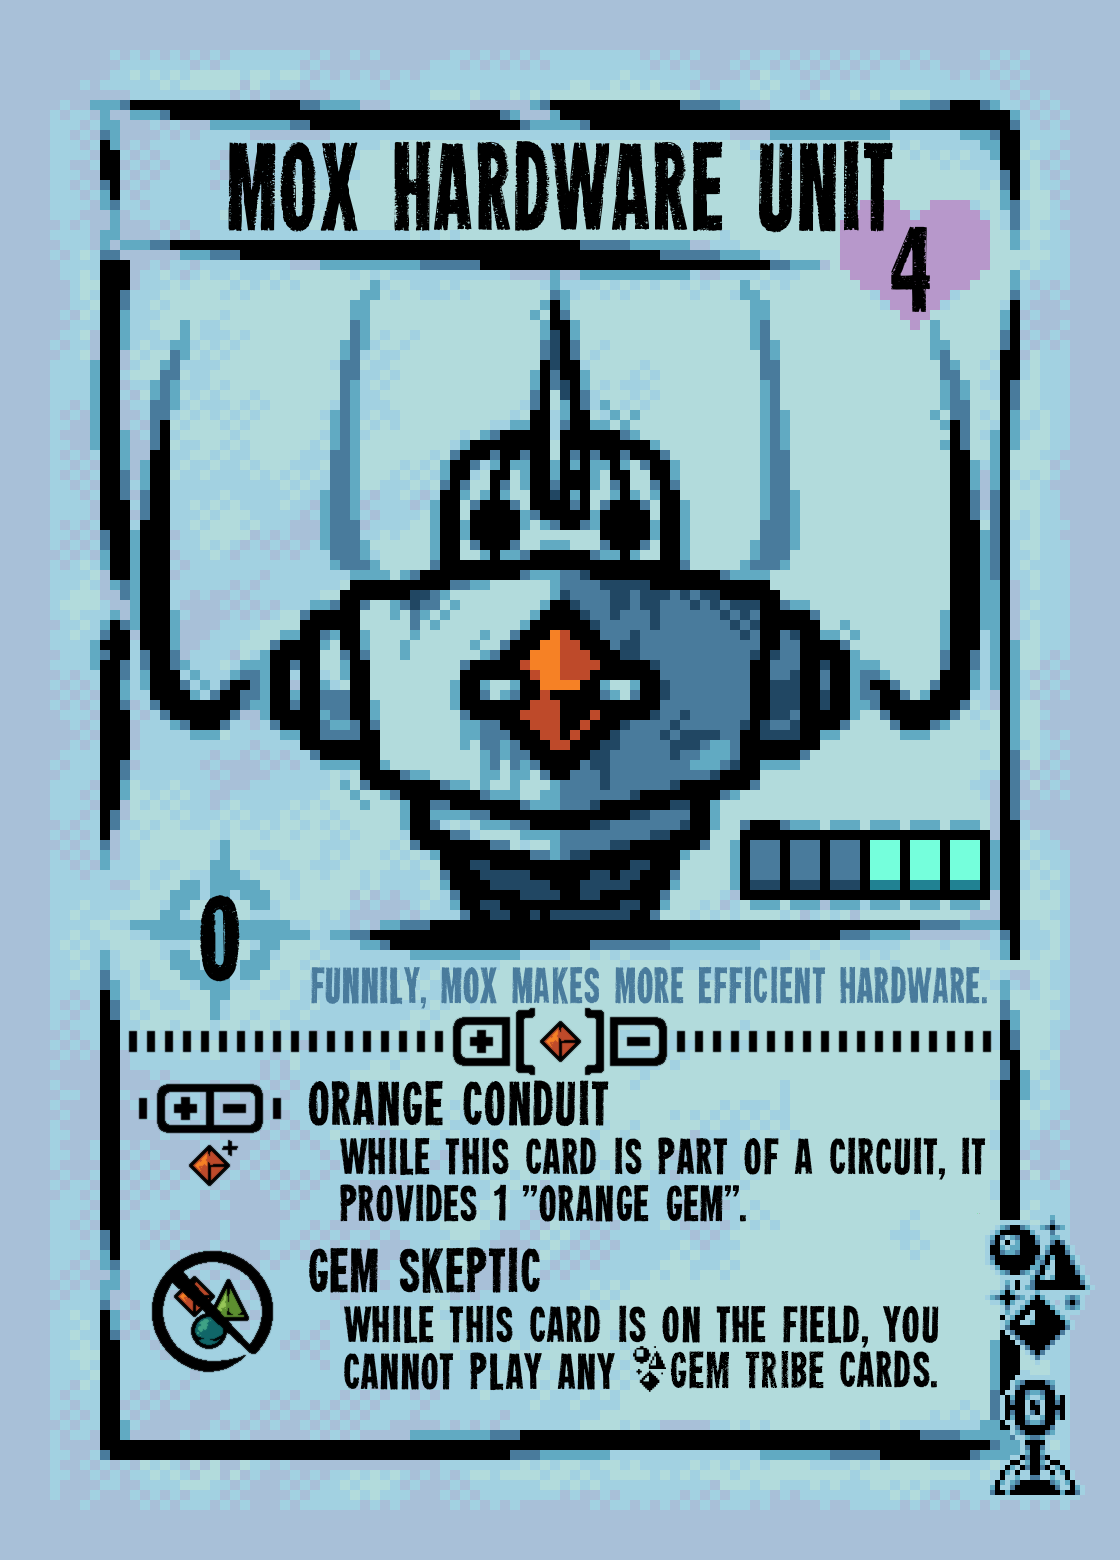 MOX HARDWARE UNIT
4
0
FUNNILY, MOX MAKES MORE EFFICIENT HARDWARE.
ORANGE CONDUIT
WHILE THIS CARD IS PART OF A CIRCUIT, IT
PROVIDES 1 "ORANGE GEM".
GEM SKEPTIC
WHILE THIS CARD IS ON THE FIELD, YOU
CANNOT PLAY ANY GEM TRIBE CARDS.